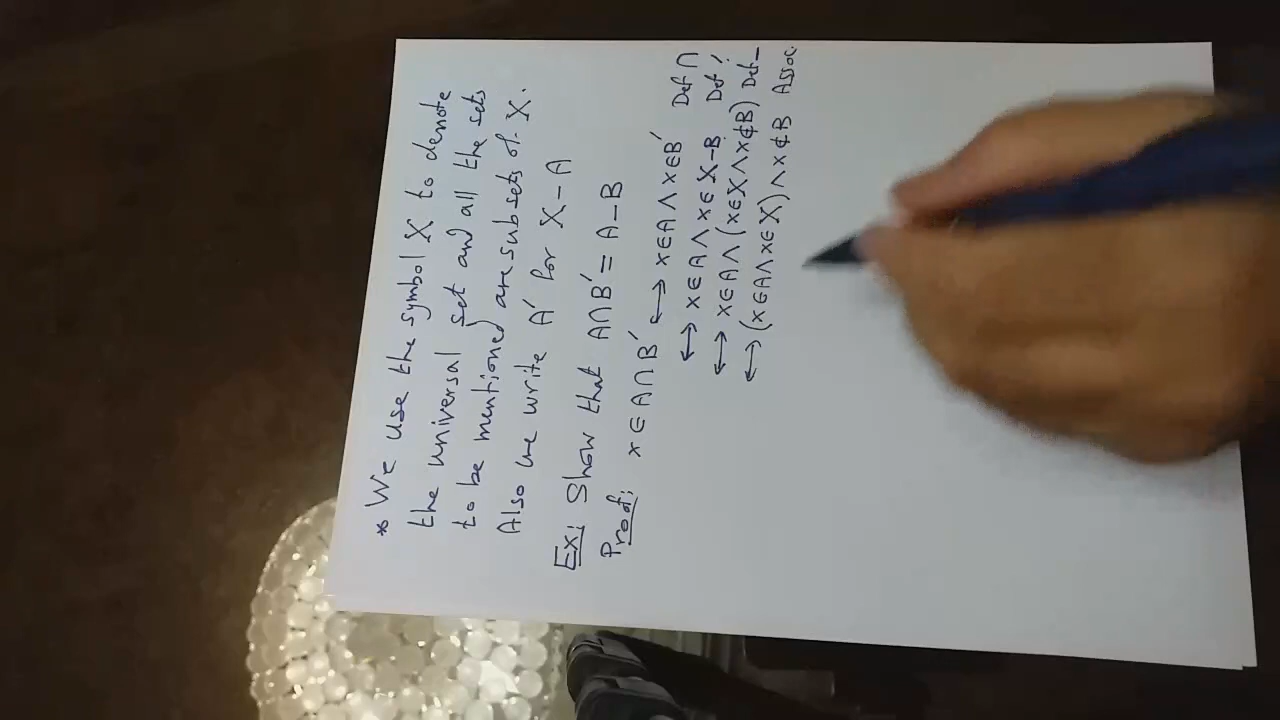 * We use the symbol X to denote
the universal set and all the sets
to be mentioned are subsets of X.
Also we write A' for X-A
Ex: Show that A∩B' = A-B
Proof: x∈A∩B' ⟷ x∈A ∧ x∈B' Def ∩
⟷ x∈A ∧ x∈X-B Def '
⟷ x∈A ∧ (x∈X ∧ x∉B) Def -
⟷ (x∈A ∧ x∈X) ∧ x∉B Assoc.